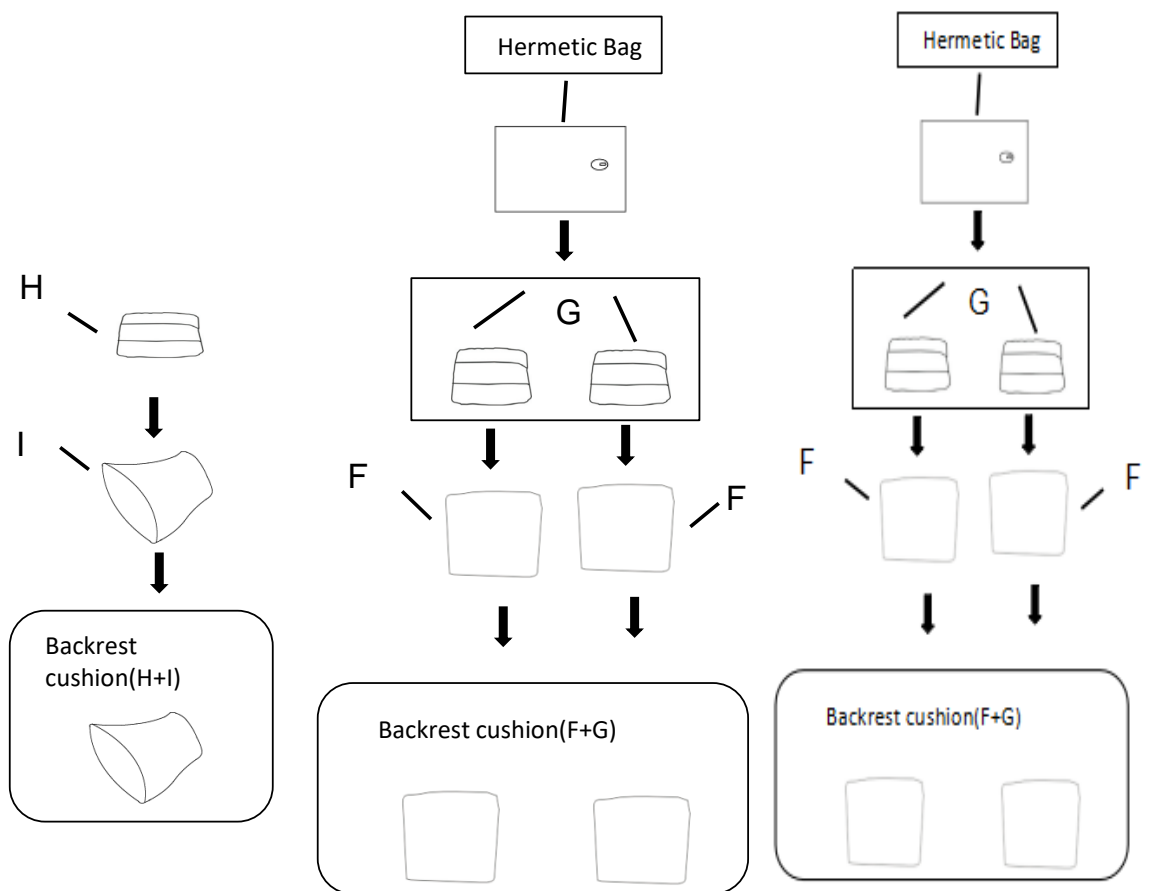 Hermetic Bag
Hermetic Bag
H
G
G
I
F
F
F
F
Backrest
cushion(H+I)
Backrest cushion(F+G)
Backrest cushion(F+G)